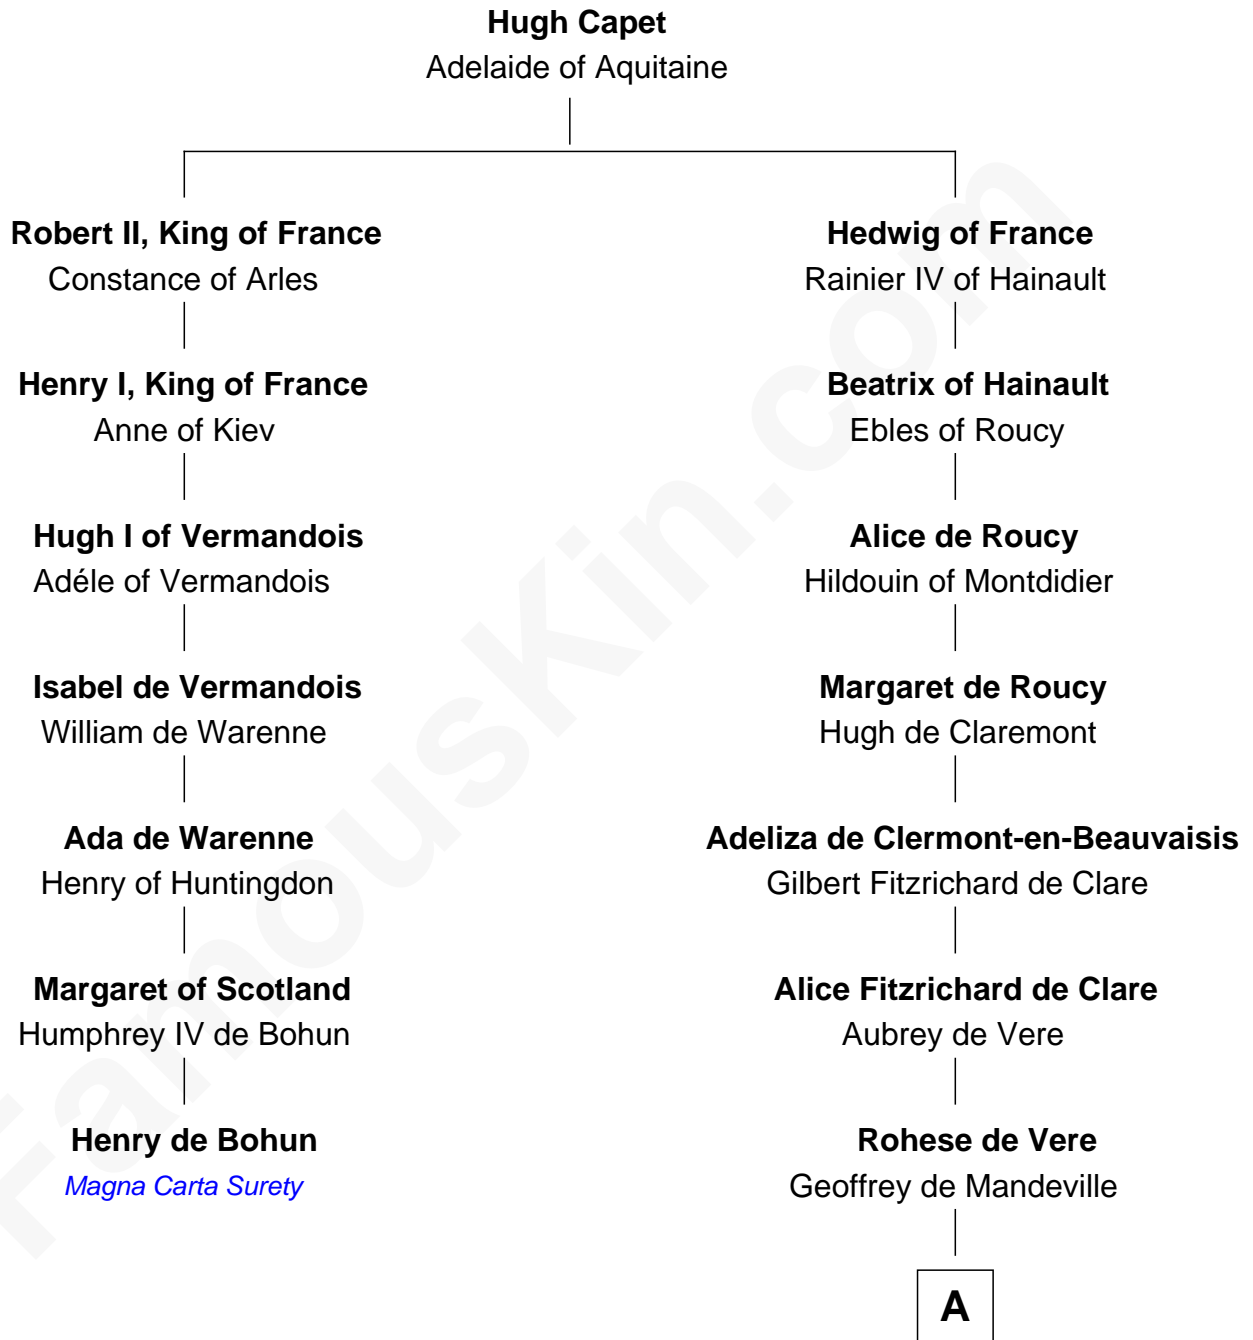 Hugh Capet
Adelaide of Aquitaine
Robert II, King of France
Constance of Arles
Henry I, King of France
Anne of Kiev
Hugh I of Vermandois
Adéle of Vermandois
Isabel de Vermandois
William de Warenne
Ada de Warenne
Henry of Huntingdon
Margaret of Scotland
Humphrey IV de Bohun
Henry de Bohun
Magna Carta Surety
Hedwig of France
Rainier IV of Hainault
Beatrix of Hainault
Ebles of Roucy
Alice de Roucy
Hildouin of Montdidier
Margaret de Roucy
Hugh de Claremont
Adeliza de Clermont-en-Beauvaisis
Gilbert Fitzrichard de Clare
Alice Fitzrichard de Clare
Aubrey de Vere
Rohese de Vere
Geoffrey de Mandeville
A
FamousKin.com